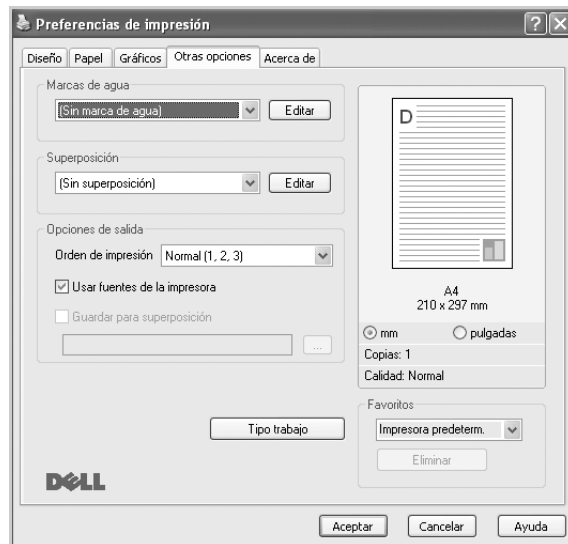 Preferencias de impresión
Diseño Papel Gráficos Otras opciones Acerca de
Marcas de agua
(Sin marca de agua) Editar
Superposición
(Sin superposición) Editar
Opciones de salida
Orden de impresión Normal (1, 2, 3)
Usar fuentes de la impresora
Guardar para superposición
...
Tipo trabajo
DELL
D
A4
210 x 297 mm
mm pulgadas
Copias: 1
Calidad: Normal
Favoritos
Impresora predeterm.
Eliminar
Aceptar Cancelar Ayuda